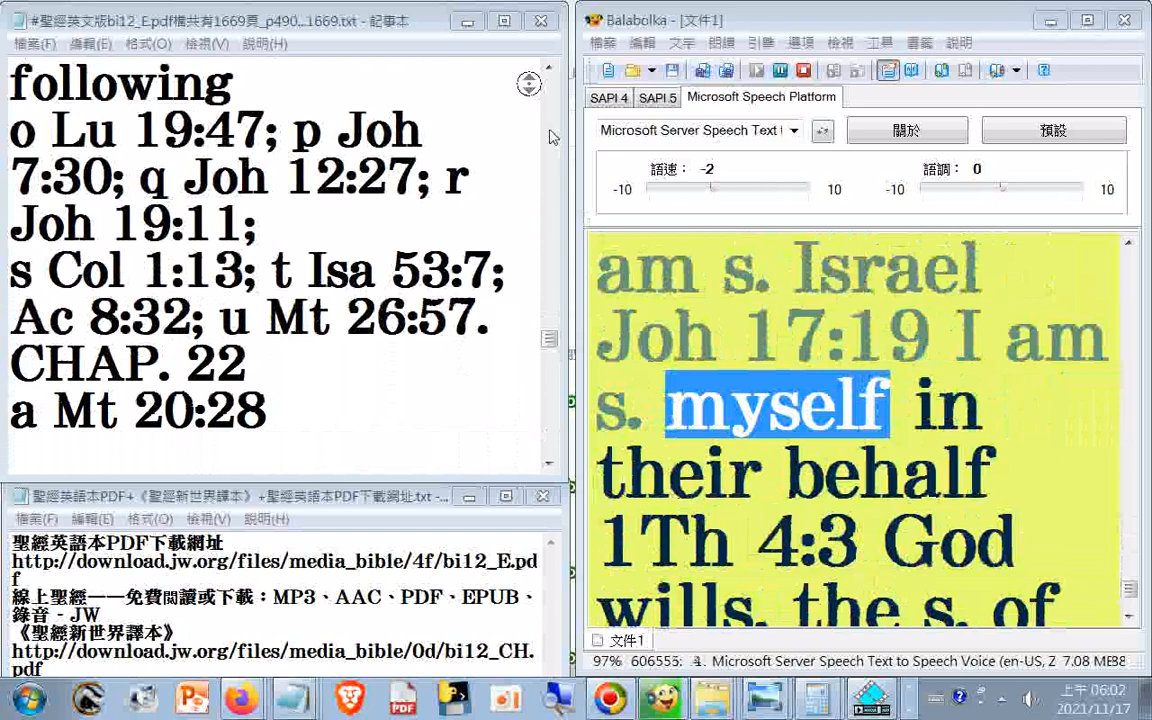 #聖經英文版bi12_E.pdf檔共有1669頁_p490...1669.txt - 記事本
檔案(F) 編輯(E) 格式(O) 檢視(V) 說明(H)
following
o Lu 19:47; p Joh
7:30; q Joh 12:27; r
Joh 19:11;
s Col 1:13; t Isa 53:7;
Ac 8:32; u Mt 26:57.
CHAP. 22
a Mt 20:28
聖經英語本PDF+《聖經新世界譯本》+聖經英語本PDF下載網址.txt - ...
檔案(F) 編輯(E) 格式(O) 檢視(V) 說明(H)
聖經英語本PDF下載網址
http://download.jw.org/files/media_bible/4f/bi12_E.pd
f
線上聖經——免費閱讀或下載：MP3、AAC、PDF、EPUB、
錄音 - JW
《聖經新世界譯本》
http://download.jw.org/files/media_bible/0d/bi12_CH.
pdf
Balabolka - [文件1]
檔案 編輯 文字 朗讀 引擎 選項 檢視 工具 書籤 說明
SAPI 4 SAPI 5 Microsoft Speech Platform
Microsoft Server Speech Text 關於 預設
語速： -2 語調： 0
-10 10 -10 10
am s. Israel
Joh 17:19 I am
s. myself in
their behalf
1Th 4:3 God
wills, the s. of
文件1
97% Microsoft Server Speech Text to Speech Voice (en-US, Z 7.08 MB
上午 06:02
2021/11/17